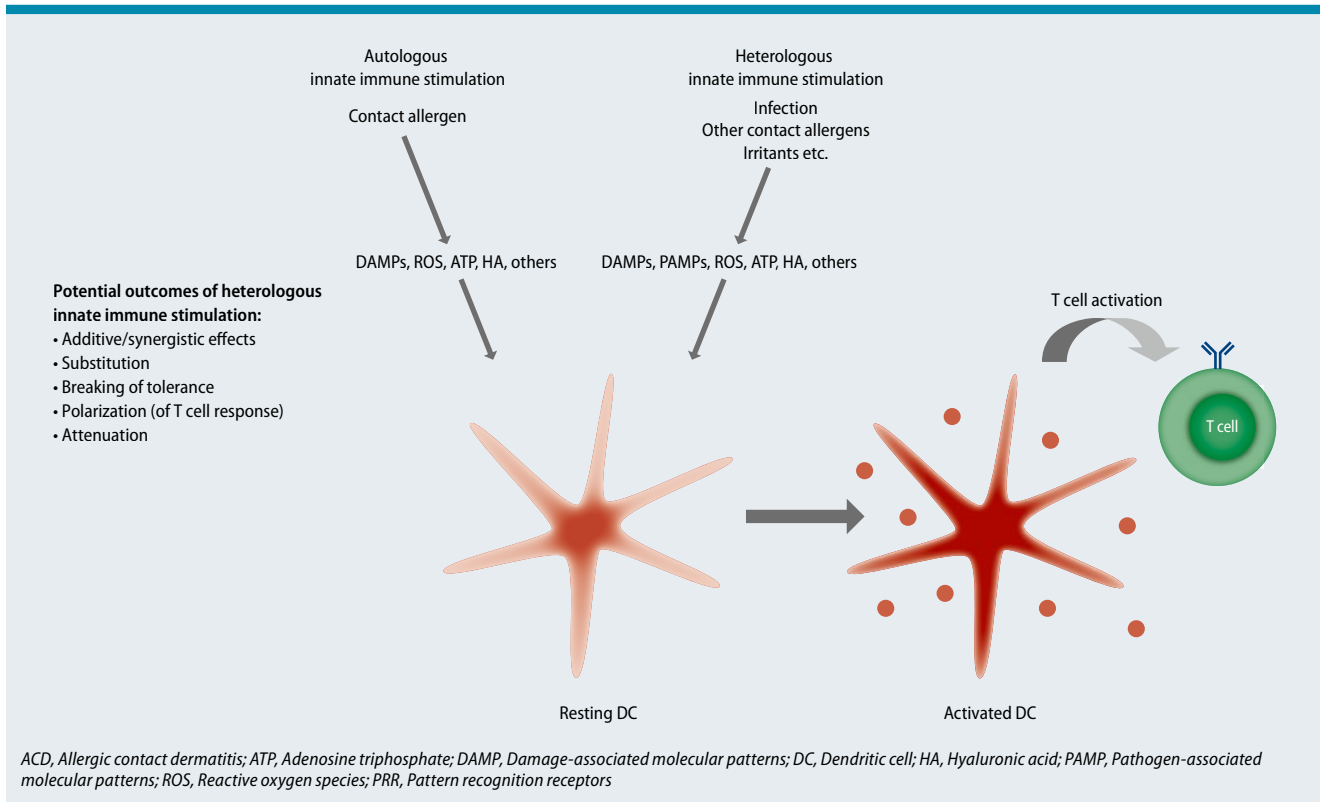 Autologous
innate immune stimulation
Contact allergen
Heterologous
innate immune stimulation
Infection
Other contact allergens
Irritants etc.
DAMPs, ROS, ATP, HA, others
DAMPs, PAMPs, ROS, ATP, HA, others
Potential outcomes of heterologous
innate immune stimulation:
• Additive/synergistic effects
• Substitution
• Breaking of tolerance
• Polarization (of T cell response)
• Attenuation
T cell activation
T cell
Resting DC
Activated DC
ACD, Allergic contact dermatitis; ATP, Adenosine triphosphate; DAMP, Damage-associated molecular patterns; DC, Dendritic cell; HA, Hyaluronic acid; PAMP, Pathogen-associated
molecular patterns; ROS, Reactive oxygen species; PRR, Pattern recognition receptors